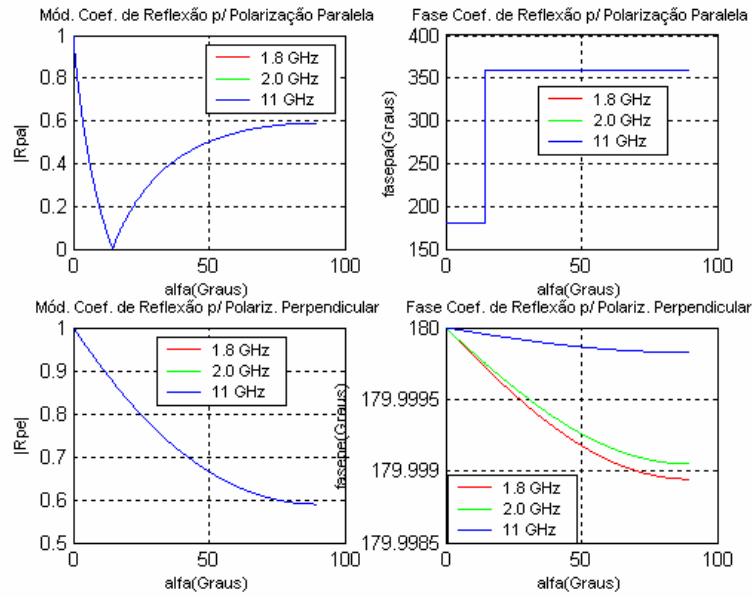 Mód. Coef. de Reflexão p/ Polarização Paralela
1
0.8
0.6
0.4
0.2
0
|Rpa|
1.8 GHz
2.0 GHz
11 GHz
0
50
100
alfa(Graus)
Fase Coef. de Reflexão p/ Polarização Paralela
400
350
300
250
200
150
fasepa(Graus)
1.8 GHz
2.0 GHz
11 GHz
0
50
100
alfa(Graus)
Mód. Coef. de Reflexão p/ Polariz. Perpendicular
1
0.9
0.8
0.7
0.6
0.5
|Rpe|
1.8 GHz
2.0 GHz
11 GHz
0
50
100
alfa(Graus)
Fase Coef. de Reflexão p/ Polariz. Perpendicular
180
179.9995
179.999
179.9985
fasepe(Graus)
1.8 GHz
2.0 GHz
11 GHz
0
50
100
alfa(Graus)